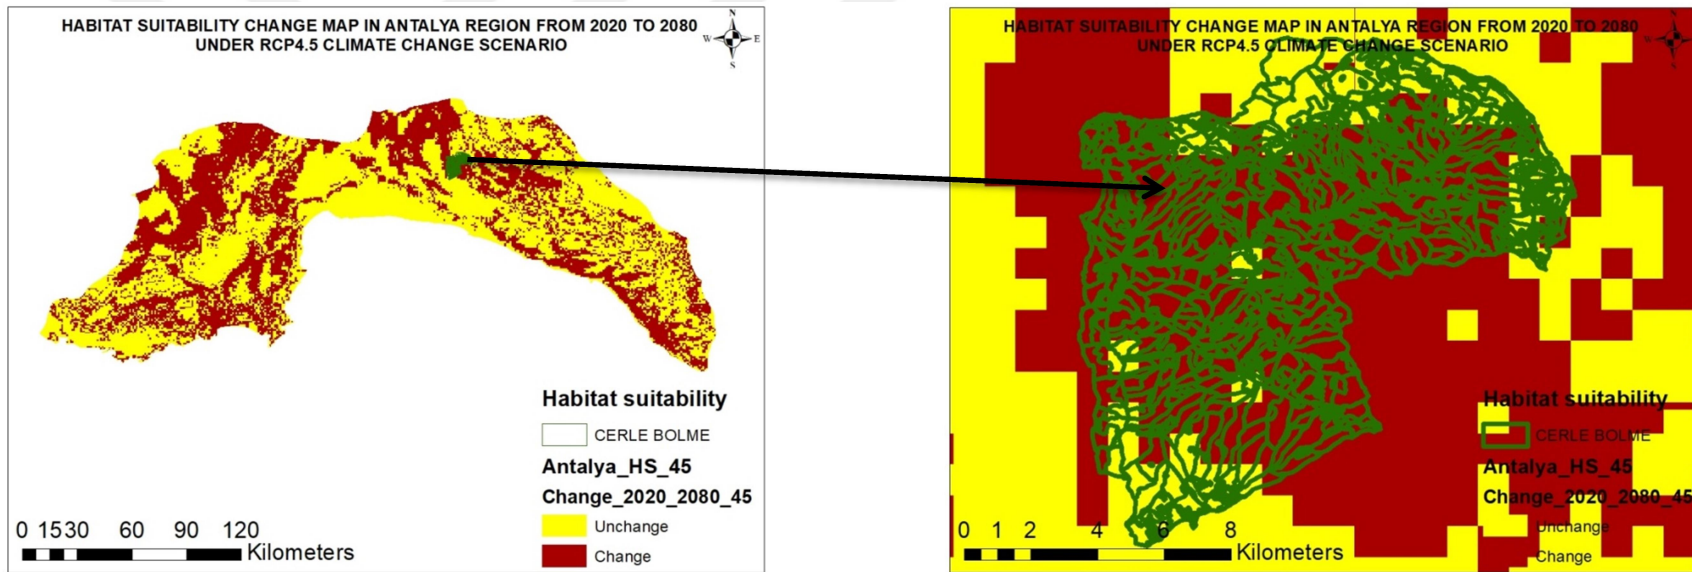 HABITAT SUITABILITY CHANGE MAP IN ANTALYA REGION FROM 2020 TO 2080
UNDER RCP4.5 CLIMATE CHANGE SCENARIO
N
W E
S
Habitat suitability
CERLE BOLME
Antalya_HS_45
Change_2020_2080_45
Unchange
Change
0 15 30 60 90 120
Kilometers
HABITAT SUITABILITY CHANGE MAP IN ANTALYA REGION FROM 2020 TO 2080
UNDER RCP4.5 CLIMATE CHANGE SCENARIO
Habitat suitability
CERLE BOLME
Antalya_HS_45
Change_2020_2080_45
Unchange
Change
0 1 2 4 6 8
Kilometers